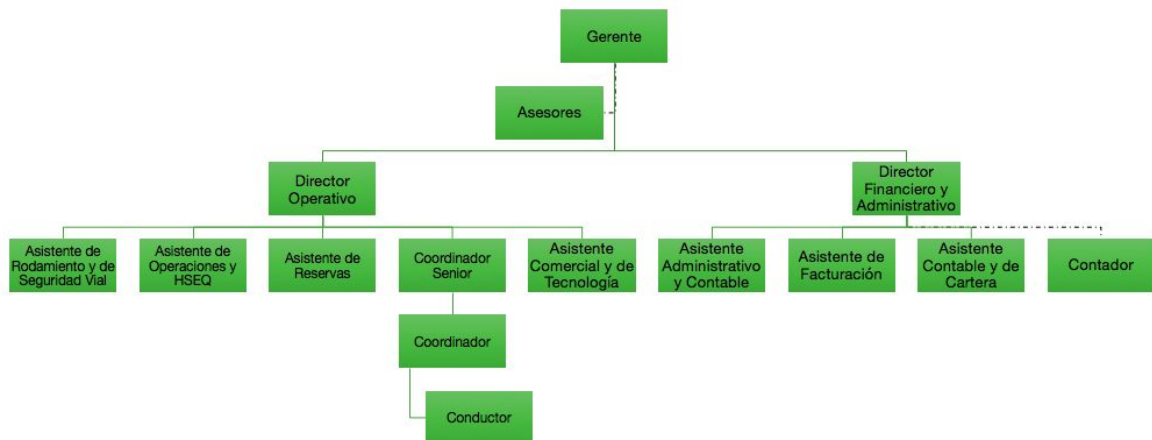 Gerente
Asesores
Director
Operativo
Director
Financiero y
Administrativo
Asistente de
Rodamiento y de
Seguridad Vial
Asistente de
Operaciones y
HSEQ
Asistente de
Reservas
Coordinador
Senior
Asistente
Comercial y de
Tecnología
Asistente
Administrativo
y Contable
Asistente de
Facturación
Asistente
Contable y de
Cartera
Contador
Coordinador
Conductor